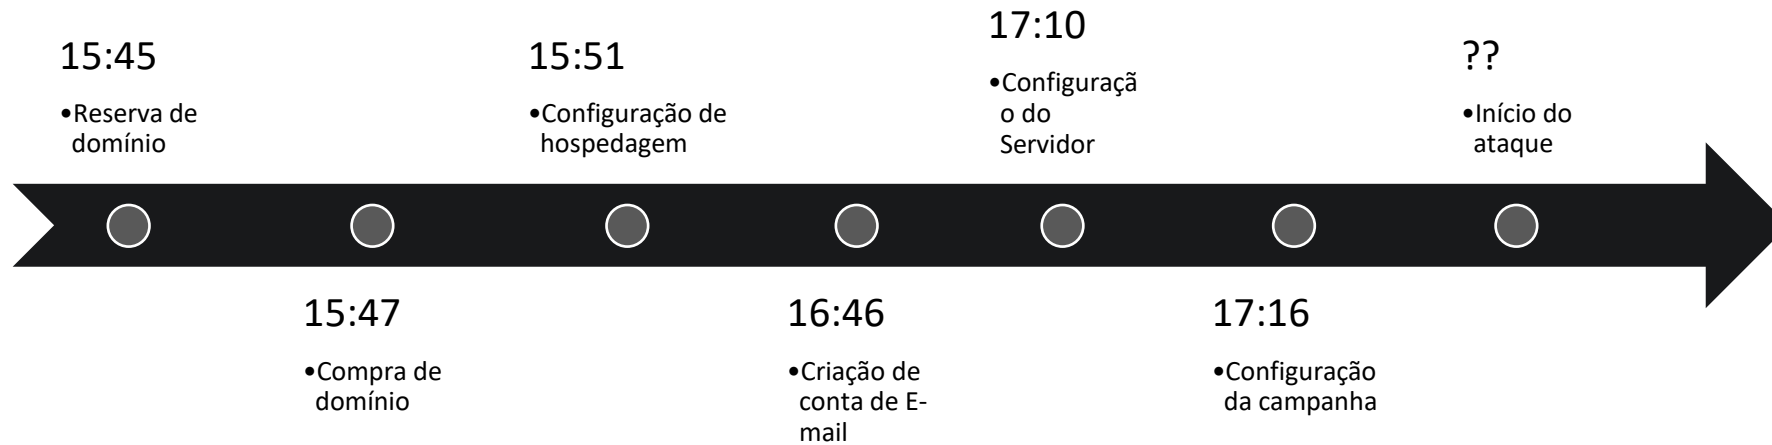 15:45
•Reserva de
domínio
15:47
•Compra de
domínio
15:51
•Configuração de
hospedagem
16:46
•Criação de
conta de E-
mail
17:10
•Configuraçã
o do
Servidor
17:16
•Configuração
da campanha
??
•Início do
ataque